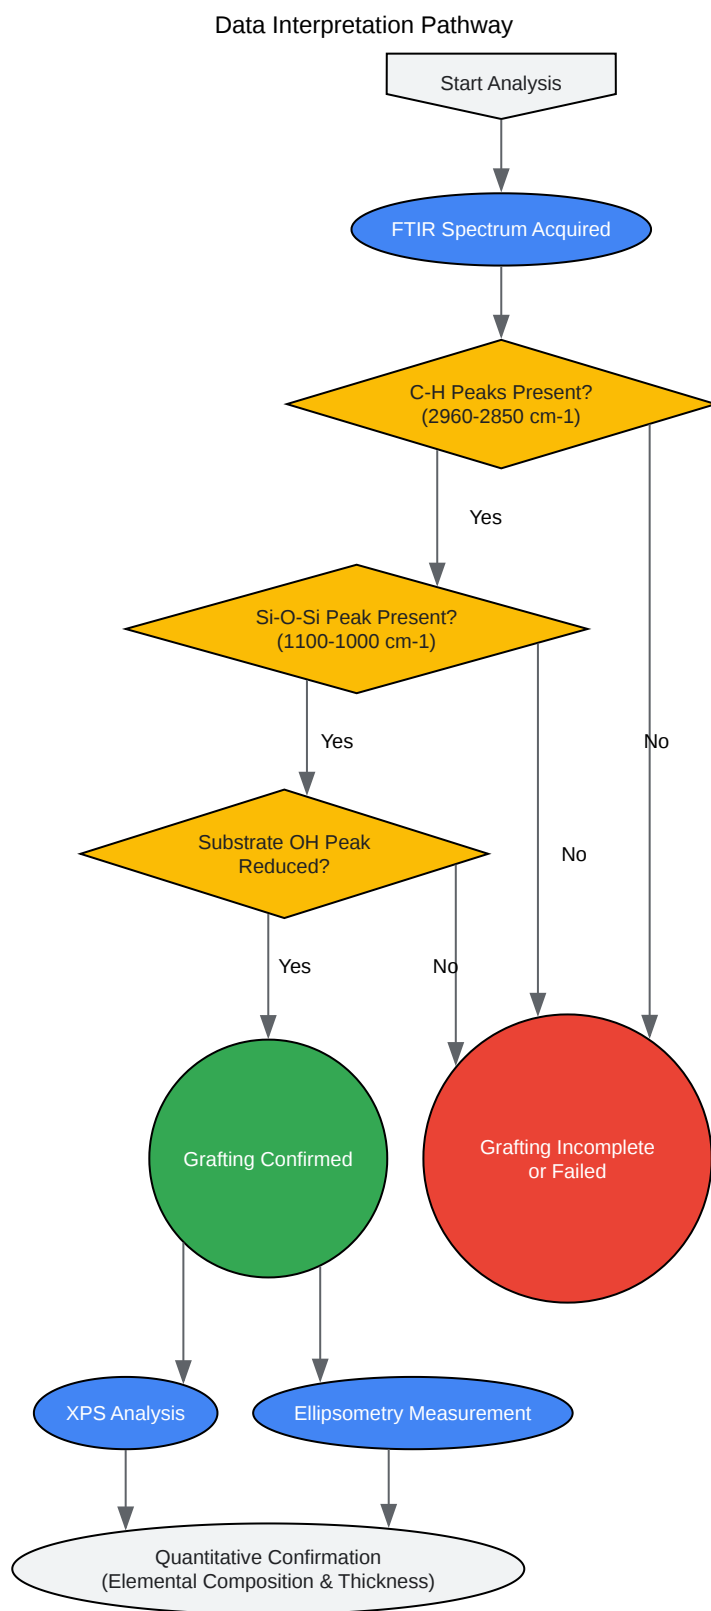 Data Interpretation Pathway
Start Analysis
FTIR Spectrum Acquired
C-H Peaks Present?
(2960-2850 cm-1)
Yes
Si-O-Si Peak Present?
(1100-1000 cm-1)
Yes
No
Substrate OH Peak
Reduced?
No
Yes
No
Grafting Confirmed
Grafting Incomplete
or Failed
XPS Analysis
Ellipsometry Measurement
Quantitative Confirmation
(Elemental Composition & Thickness)